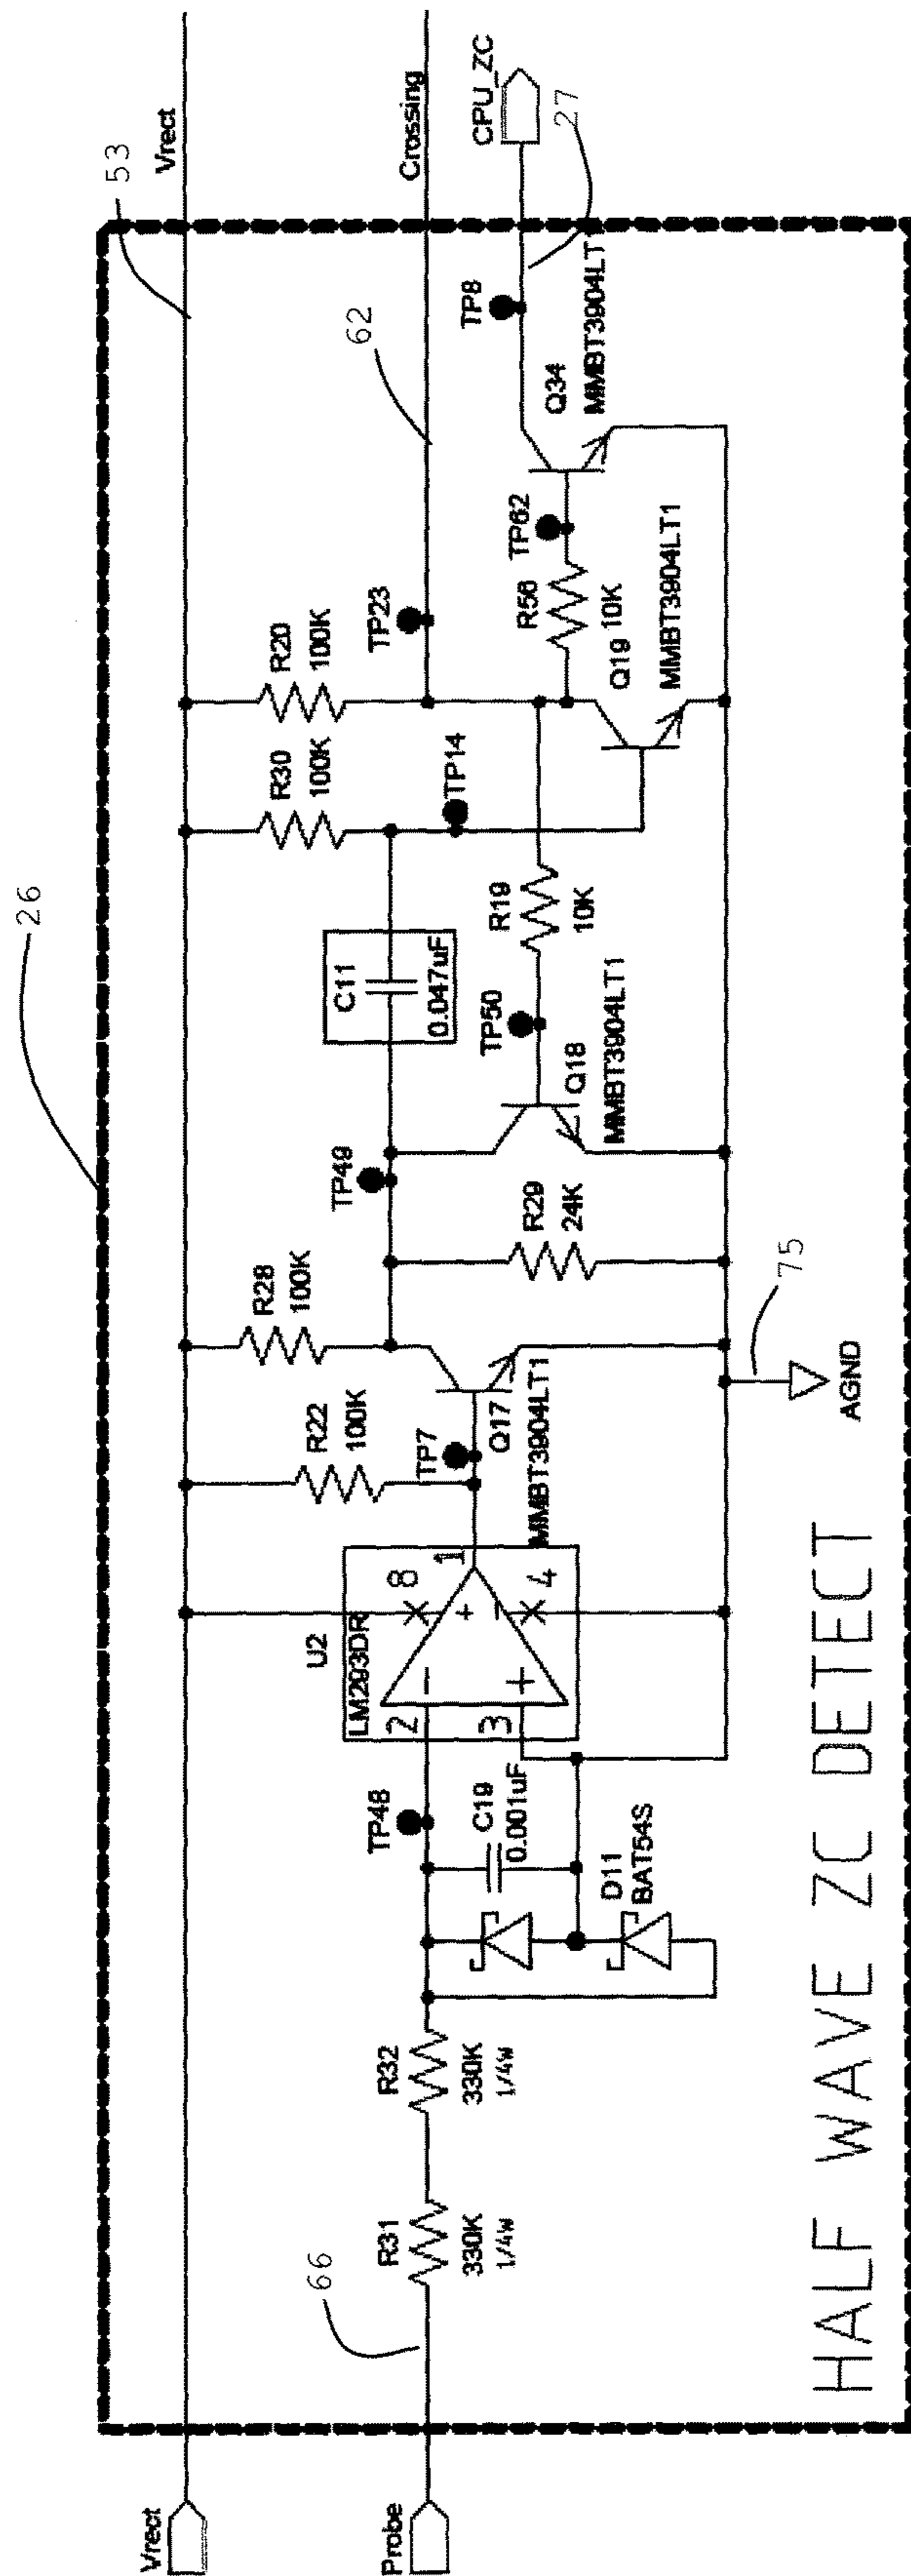 26
53
Vrect
Vrect
62
Crossing
Probe
66
R31
330K
1/4W
R32
330K
1/4W
TP48
C19
0.001uF
D11
BAT54S
U2
LM293DR
2
3
8
1
4
-
+
+
-
R22
100K
R28
100K
TP7
Q17
MMBT3904LT1
R29
24K
TP49
C11
0.047uF
TP50
Q18
MMBT3904LT1
R19
10K
R30
100K
R20
100K
TP14
TP23
Q19
MMBT3904LT1
R56
10K
TP62
Q34
MMBT3904LT
TP8
CPU_ZC
27
75
AGND
HALF WAVE ZC DETECT